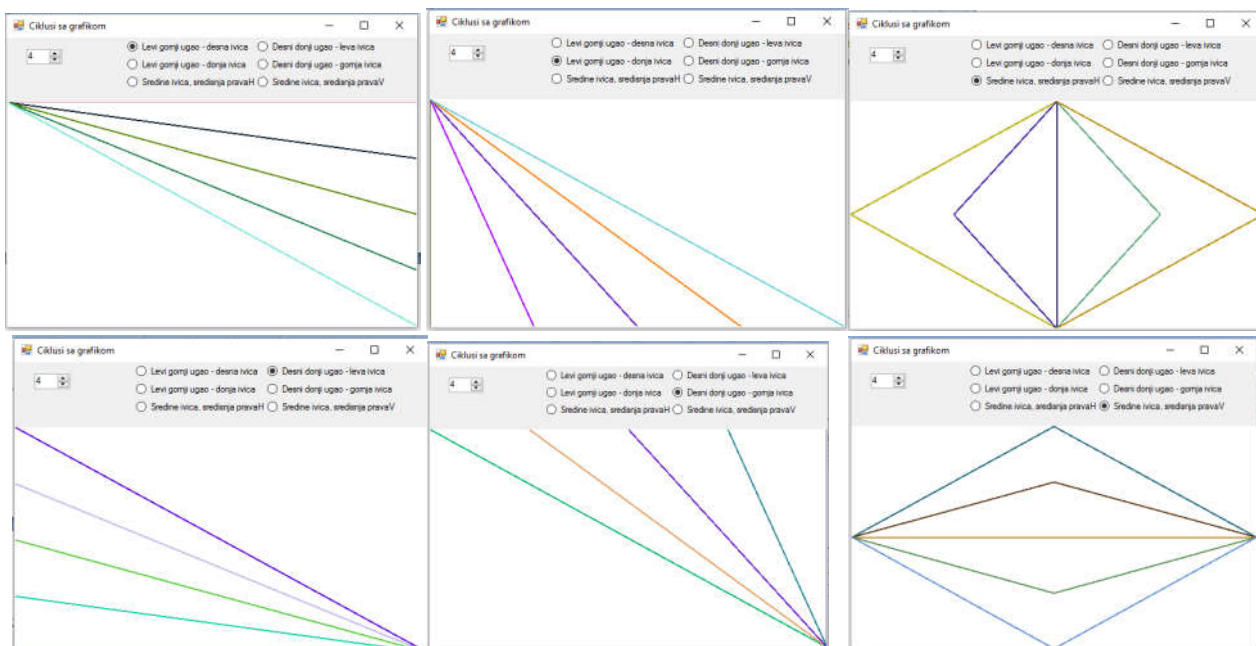 Ciklusi sa grafikom
4
Levi gornji ugao - desna ivica
Desni donji ugao - leva ivica
Levi gornji ugao - donja ivica
Desni donji ugao - gornja ivica
Sredine ivica, sredisnja pravaH
Sredine ivica, sredisnja pravaV
Ciklusi sa grafikom
4
Levi gornji ugao - desna ivica
Desni donji ugao - leva ivica
Levi gornji ugao - donja ivica
Desni donji ugao - gornja ivica
Sredine ivica, sredisnja pravaH
Sredine ivica, sredisnja pravaV
Ciklusi sa grafikom
4
Levi gornji ugao - desna ivica
Desni donji ugao - leva ivica
Levi gornji ugao - donja ivica
Desni donji ugao - gornja ivica
Sredine ivica, sredisnja pravaH
Sredine ivica, sredisnja pravaV
Ciklusi sa grafikom
4
Levi gornji ugao - desna ivica
Desni donji ugao - leva ivica
Levi gornji ugao - donja ivica
Desni donji ugao - gornja ivica
Sredine ivica, sredisnja pravaH
Sredine ivica, sredisnja pravaV
Ciklusi sa grafikom
4
Levi gornji ugao - desna ivica
Desni donji ugao - leva ivica
Levi gornji ugao - donja ivica
Desni donji ugao - gornja ivica
Sredine ivica, sredisnja pravaH
Sredine ivica, sredisnja pravaV
Ciklusi sa grafikom
4
Levi gornji ugao - desna ivica
Desni donji ugao - leva ivica
Levi gornji ugao - donja ivica
Desni donji ugao - gornja ivica
Sredine ivica, sredisnja pravaH
Sredine ivica, sredisnja pravaV